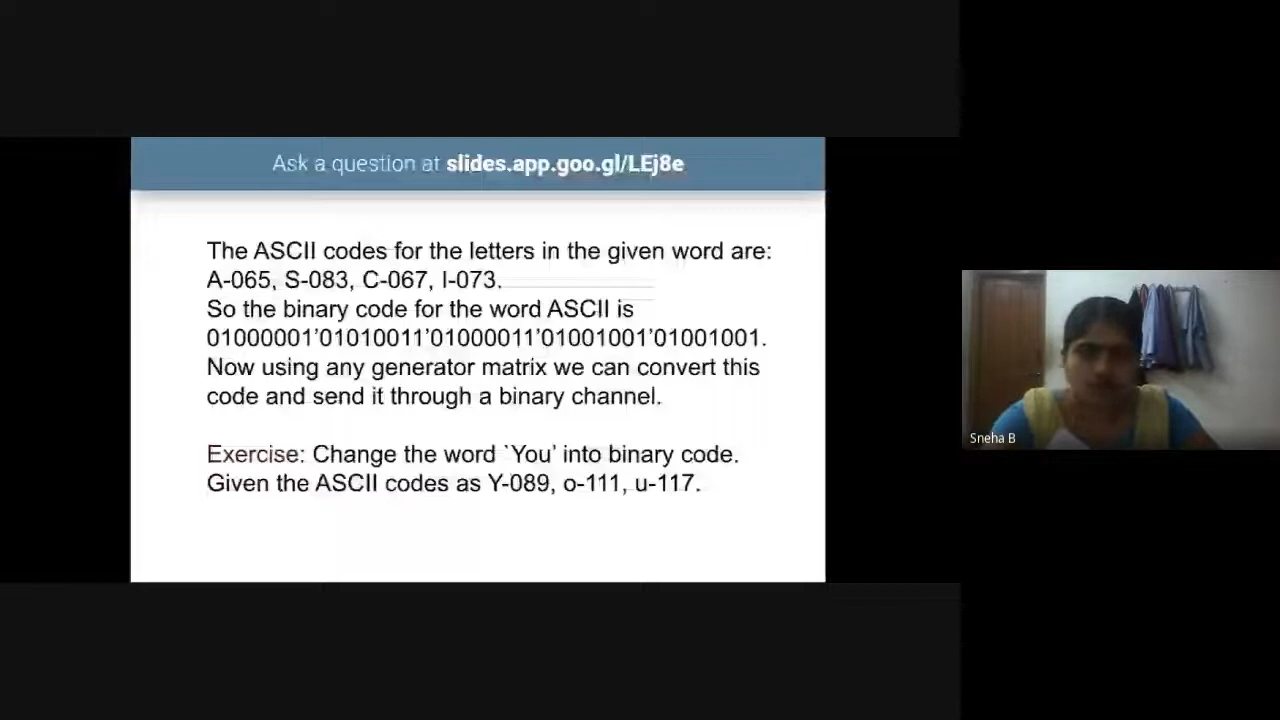 Ask a question at slides.app.goo.gl/LEj8e
The ASCII codes for the letters in the given word are:
A-065, S-083, C-067, I-073.
So the binary code for the word ASCII is
01000001’01010011’01000011’01001001’01001001.
Now using any generator matrix we can convert this
code and send it through a binary channel.
Exercise: Change the word `You’ into binary code.
Given the ASCII codes as Y-089, o-111, u-117.
Sneha B